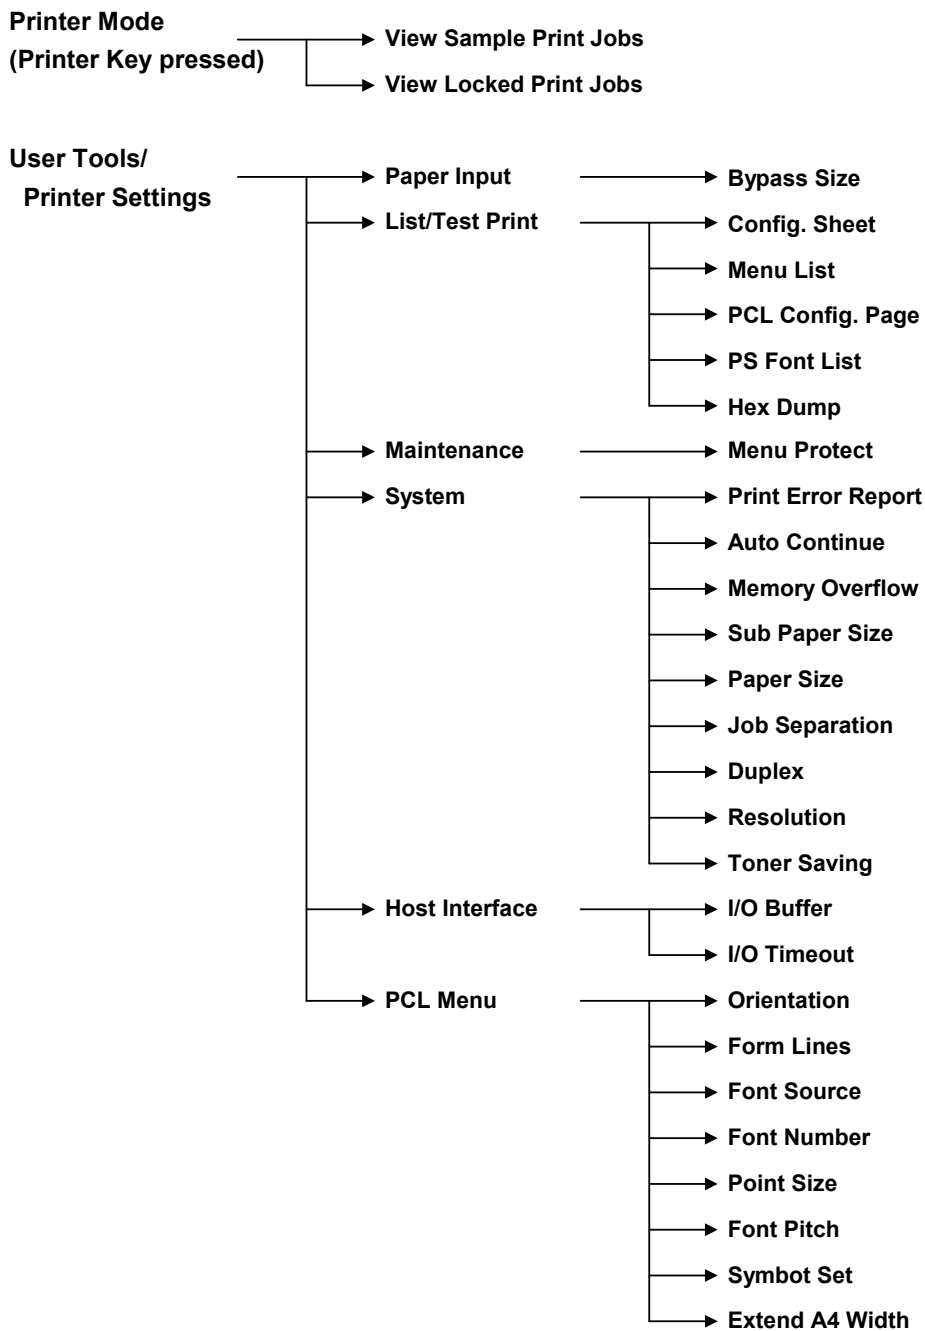 Printer Mode
(Printer Key pressed)
View Sample Print Jobs
View Locked Print Jobs
User Tools/
Printer Settings
Paper Input
Bypass Size
List/Test Print
Config. Sheet
Menu List
PCL Config. Page
PS Font List
Hex Dump
Maintenance
Menu Protect
System
Print Error Report
Auto Continue
Memory Overflow
Sub Paper Size
Paper Size
Job Separation
Duplex
Resolution
Toner Saving
Host Interface
I/O Buffer
I/O Timeout
PCL Menu
Orientation
Form Lines
Font Source
Font Number
Point Size
Font Pitch
Symbot Set
Extend A4 Width